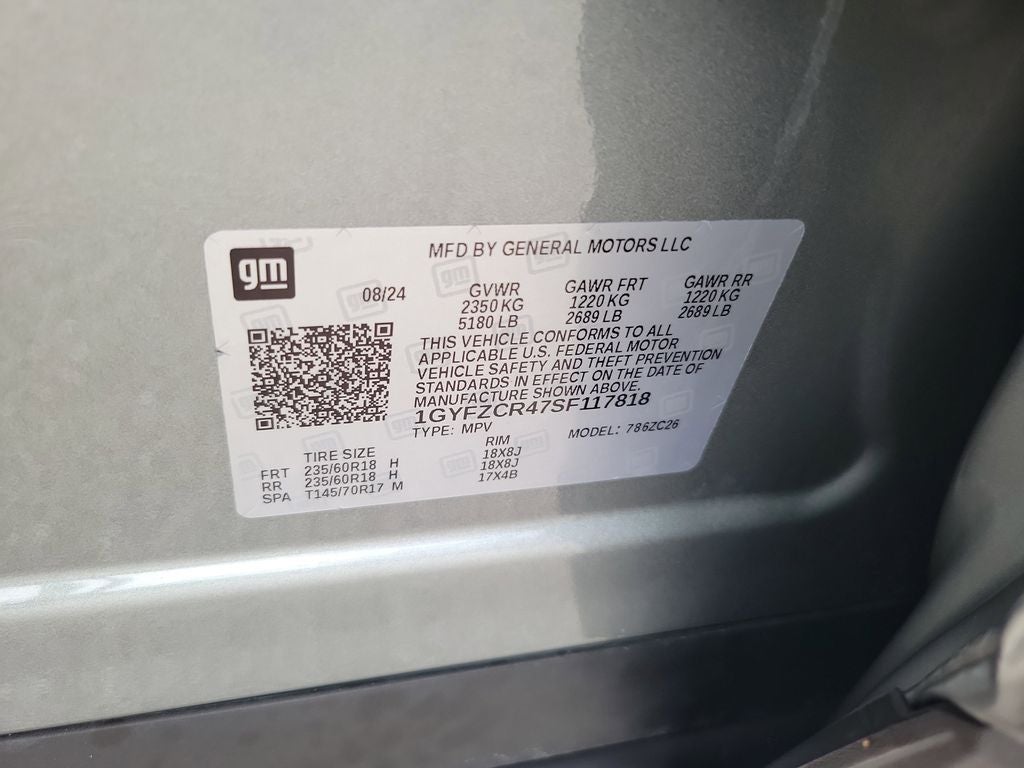 gm
MFD BY GENERAL MOTORS LLC
08/24
GVWR GAWR FRT GAWR RR
2350 KG 1220 KG 1220 KG
5180 LB 2689 LB 2689 LB
THIS VEHICLE CONFORMS TO ALL
APPLICABLE U.S. FEDERAL MOTOR
VEHICLE SAFETY AND THEFT PREVENTION
STANDARDS IN EFFECT ON THE DATE OF
MANUFACTURE SHOWN ABOVE.
1GYFZCR47SF117818
TYPE: MPV MODEL: 786ZC26
TIRE SIZE RIM
FRT 235/60R18 H 18X8J
RR 235/60R18 H 18X8J
SPA T145/70R17 M 17X4B